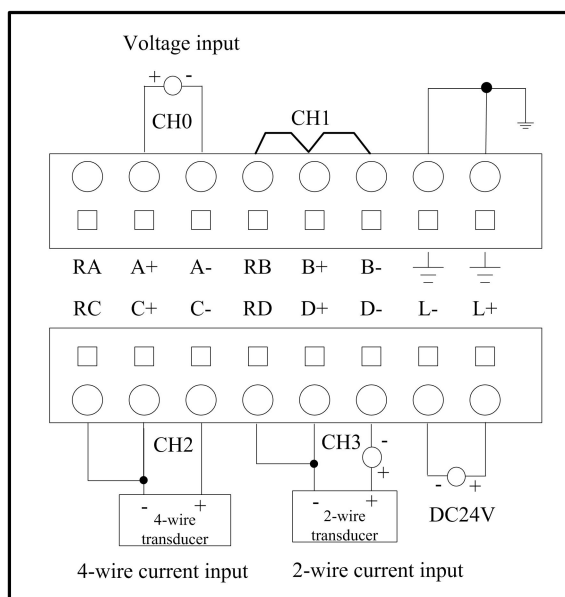 Voltage input
+ -
CH0
CH1
RA A+ A- RB B+ B-
RC C+ C- RD D+ D- L- L+
CH2
CH3
-
+
- +
4-wire
transducer
- +
2-wire
transducer
- +
DC24V
4-wire current input
2-wire current input